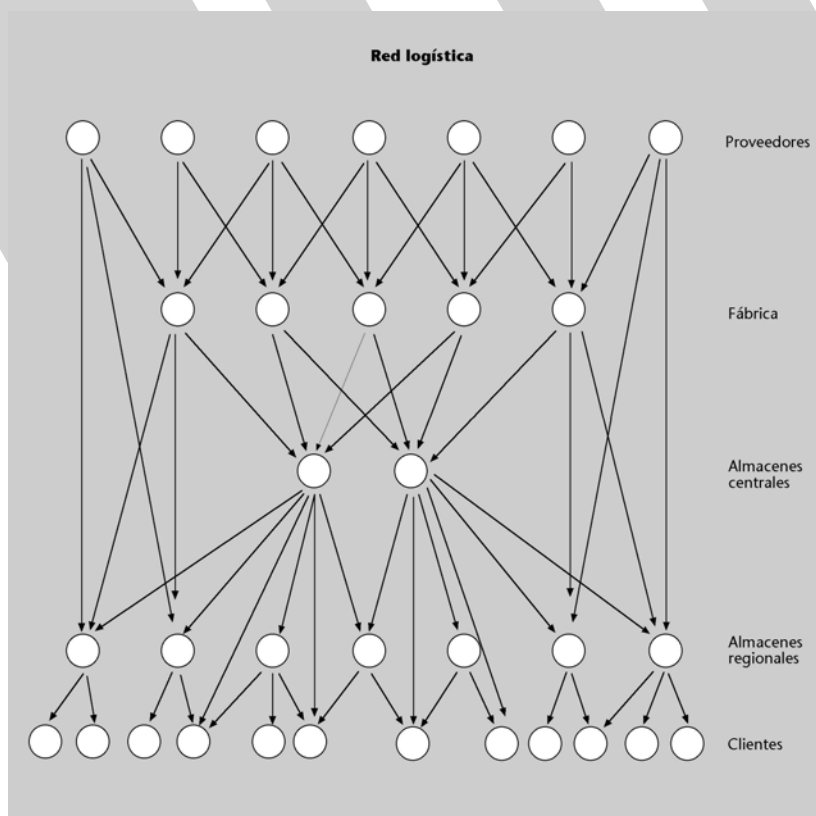 Red logística
Proveedores
Fábrica
Almacenes
centrales
Almacenes
regionales
Clientes